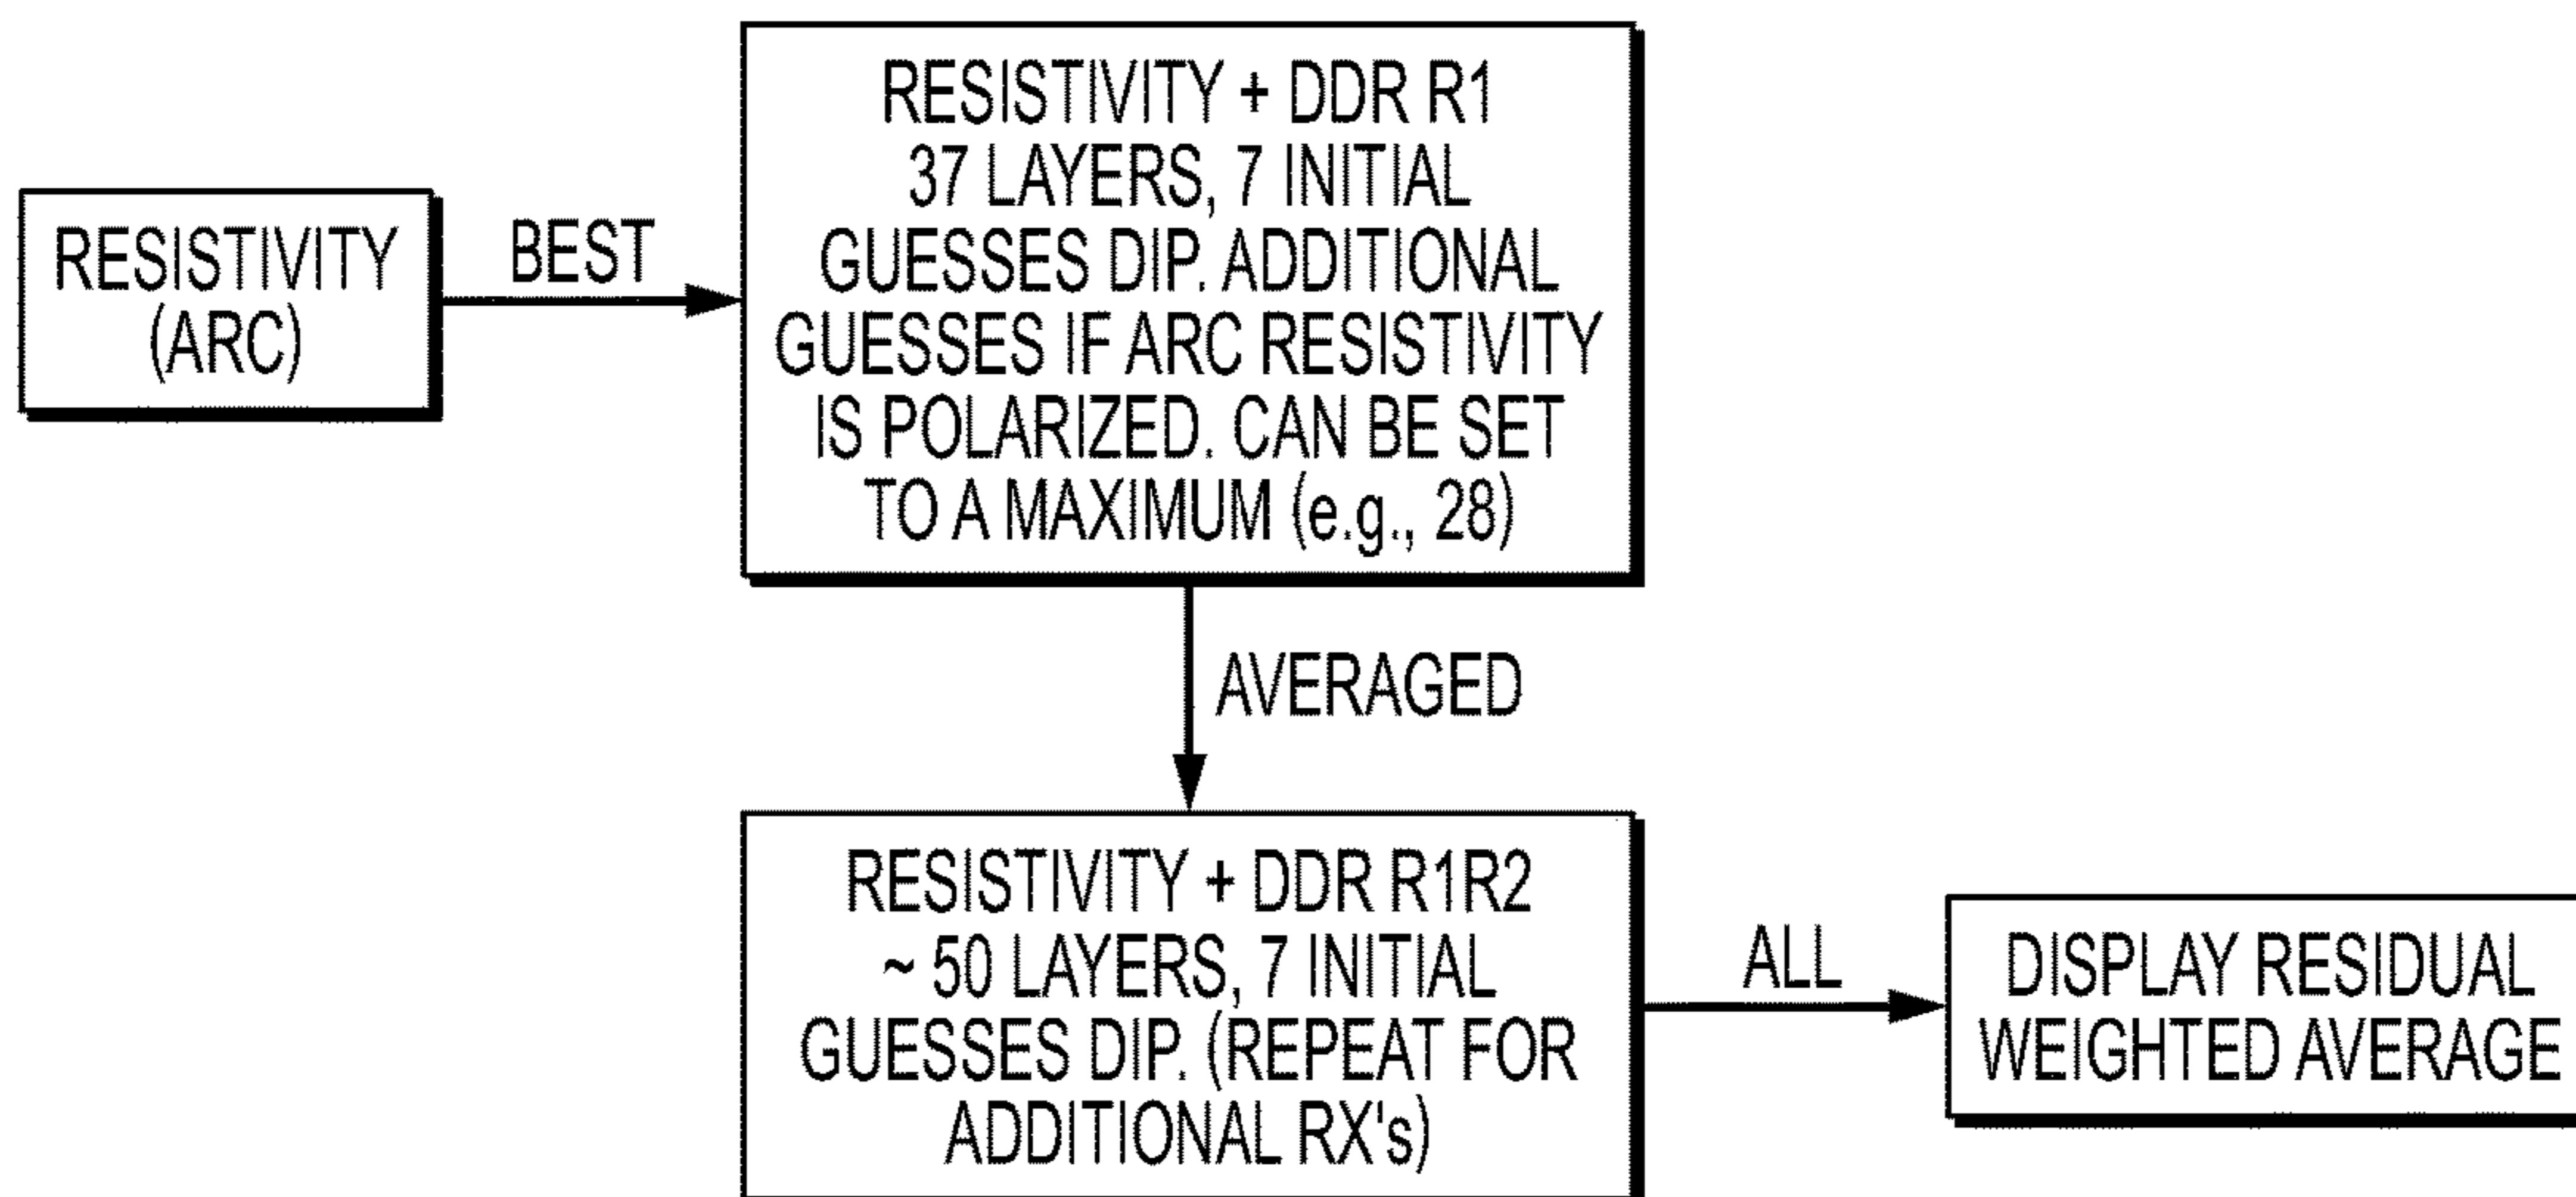 RESISTIVITY
(ARC)
BEST
RESISTIVITY + DDR R1
37 LAYERS, 7 INITIAL
GUESSES DIP. ADDITIONAL
GUESSES IF ARC RESISTIVITY
IS POLARIZED. CAN BE SET
TO A MAXIMUM (e.g., 28)
AVERAGED
RESISTIVITY + DDR R1R2
~ 50 LAYERS, 7 INITIAL
GUESSES DIP. (REPEAT FOR
ADDITIONAL RX's)
ALL
DISPLAY RESIDUAL
WEIGHTED AVERAGE